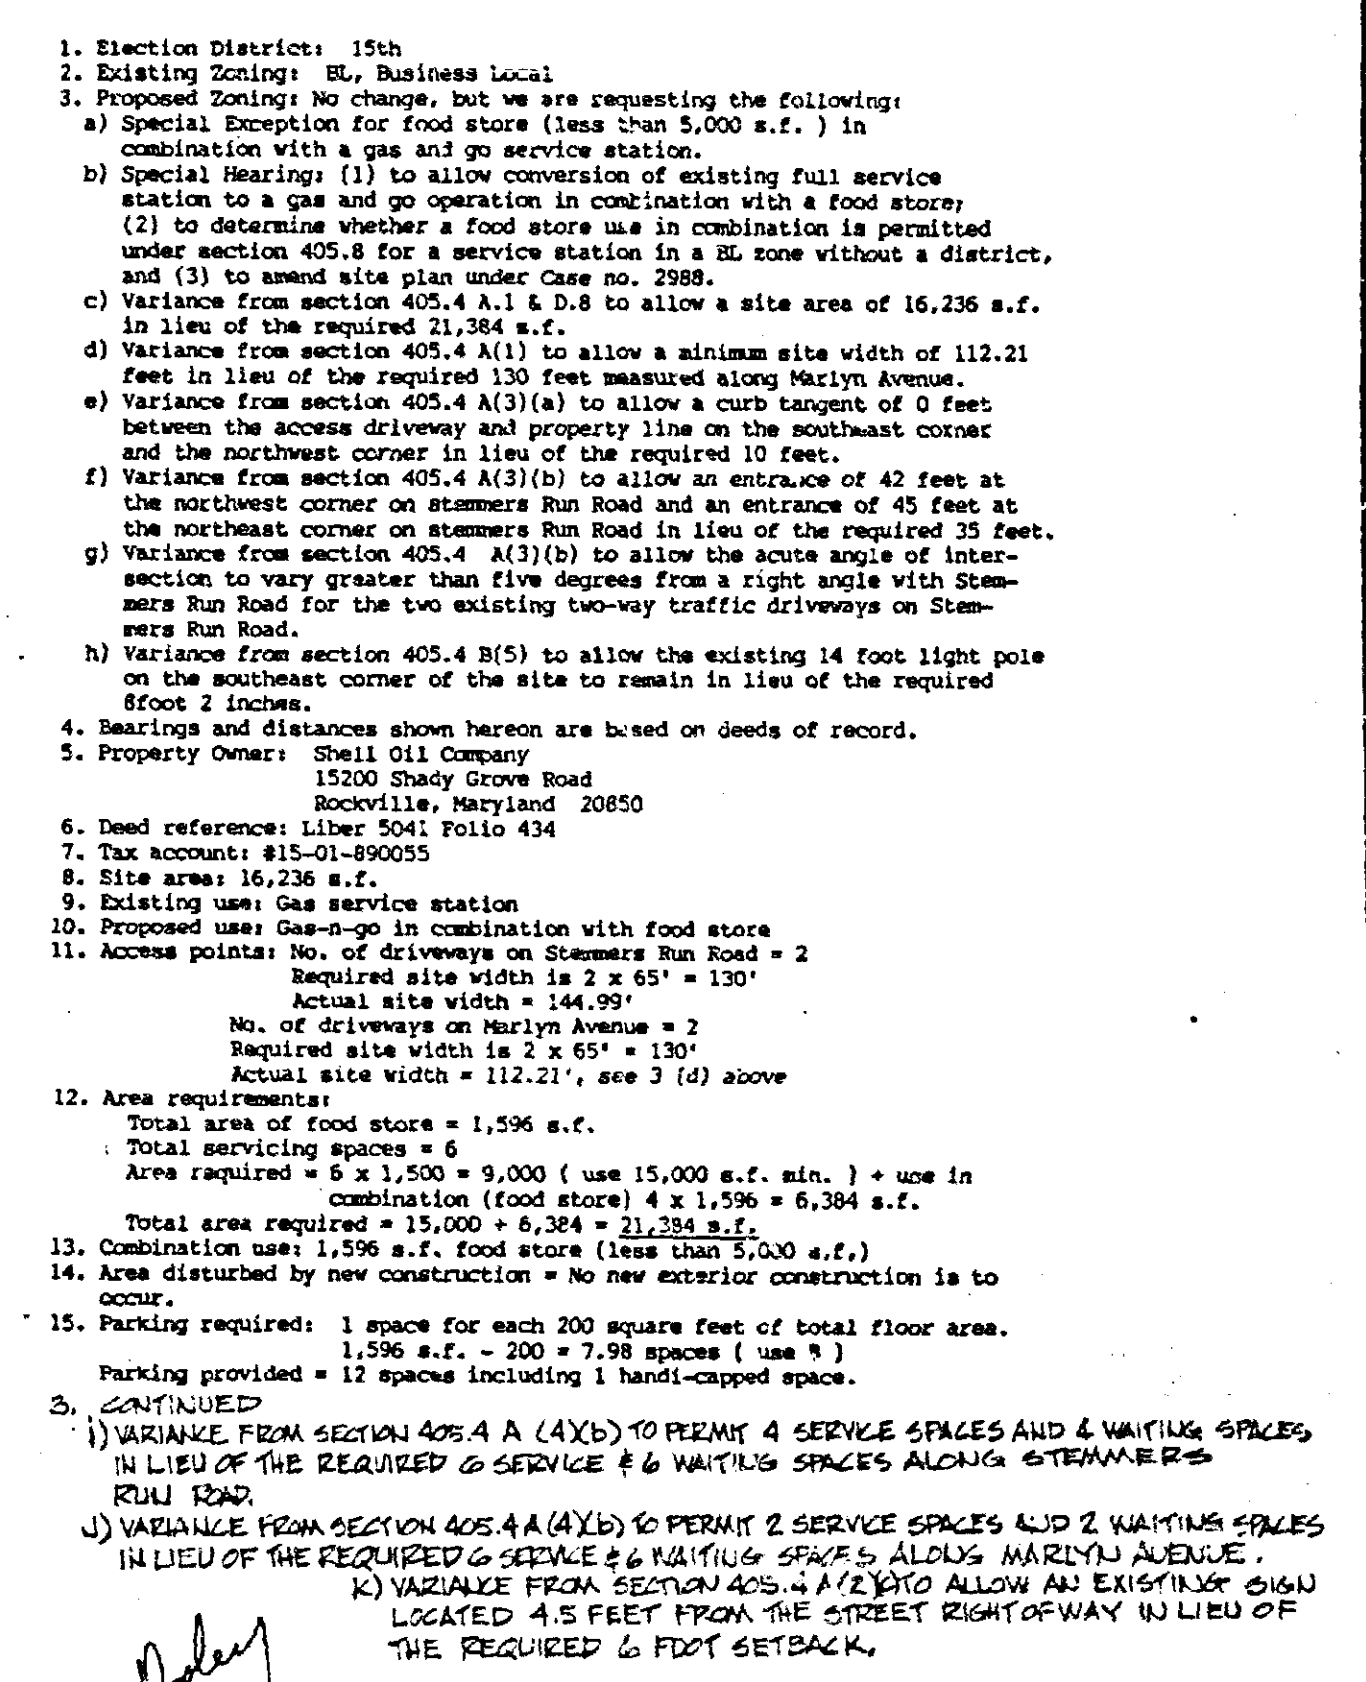 1. Election District: 15th
2. Existing Zoning: BL, Business Local
3. Proposed Zoning: No change, but we are requesting the following:
a) Special Exception for food store (less than 5,000 s.f. ) in
combination with a gas and go service station.
b) Special Hearing: (1) to allow conversion of existing full service
station to a gas and go operation in combination with a food store;
(2) to determine whether a food store use in combination is permitted
under section 405.8 for a service station in a BL zone without a district,
and (3) to amend site plan under Case no. 2988.
c) Variance from section 405.4 A.1 & D.8 to allow a site area of 16,236 s.f.
in lieu of the required 21,384 s.f.
d) Variance from section 405.4 A(1) to allow a minimum site width of 112.21
feet in lieu of the required 130 feet measured along Marlyn Avenue.
e) Variance from section 405.4 A(3)(a) to allow a curb tangent of 0 feet
between the access driveway and property line on the southeast corner
and the northwest corner in lieu of the required 10 feet.
f) Variance from section 405.4 A(3)(b) to allow an entrance of 42 feet at
the northwest corner on stemmers Run Road and an entrance of 45 feet at
the northeast corner on stemmers Run Road in lieu of the required 35 feet.
g) Variance from section 405.4 A(3)(b) to allow the acute angle of inter-
section to vary greater than five degrees from a right angle with Stem-
mers Run Road for the two existing two-way traffic driveways on Stem-
mers Run Road.
h) Variance from section 405.4 B(5) to allow the existing 14 foot light pole
on the southeast corner of the site to remain in lieu of the required
8foot 2 inches.
4. Bearings and distances shown hereon are based on deeds of record.
5. Property Owner: Shell Oil Company
15200 Shady Grove Road
Rockville, Maryland 20850
6. Deed reference: Liber 5041 Folio 434
7. Tax account: #15-01-890055
8. Site area: 16,236 s.f.
9. Existing use: Gas service station
10. Proposed use: Gas-n-go in combination with food store
11. Access points: No. of driveways on Stemmers Run Road = 2
Required site width is 2 x 65' = 130'
Actual site width = 144.99'
No. of driveways on Marlyn Avenue = 2
Required site width is 2 x 65' = 130'
Actual site width = 112.21', see 3 (d) above
12. Area requirements:
Total area of food store = 1,596 s.f.
Total servicing spaces = 6
Area required = 6 x 1,500 = 9,000 ( use 15,000 s.f. min. ) + use in
combination (food store) 4 x 1,596 = 6,384 s.f.
Total area required = 15,000 + 6,384 = 21,384 s.f.
13. Combination use: 1,596 s.f. food store (less than 5,000 s.f.)
14. Area disturbed by new construction = No new exterior construction is to
occur.
15. Parking required: 1 space for each 200 square feet of total floor area.
1,596 s.f. - 200 = 7.98 spaces ( use 8 )
Parking provided = 12 spaces including 1 handi-capped space.
3. CONTINUED
i) VARIANCE FROM SECTION 405.4 A (4)(b) TO PERMIT 4 SERVICE SPACES AND 4 WAITING SPACES
IN LIEU OF THE REQUIRED 6 SERVICE & 6 WAITING SPACES ALONG STEMMERS
RUN ROAD.
J) VARIANCE FROM SECTION 405.4 A (4)(b) TO PERMIT 2 SERVICE SPACES AND 2 WAITING SPACES
IN LIEU OF THE REQUIRED 6 SERVICE & 6 WAITING SPACES ALONG MARLYN AVENUE.
K) VARIANCE FROM SECTION 405.4 A(2) TO ALLOW AN EXISTING SIGN
LOCATED 4.5 FEET FROM THE STREET RIGHT OF WAY IN LIEU OF
THE REQUIRED 6 FOOT SETBACK.